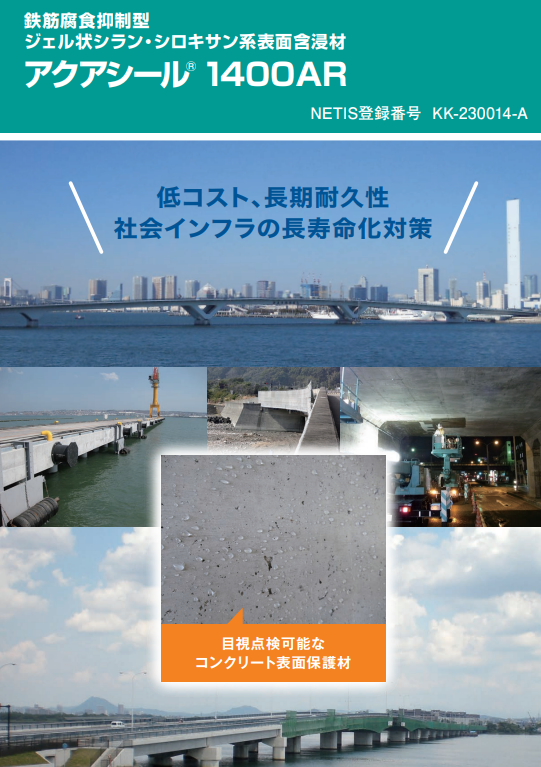 鉄筋腐食抑制型
ジェル状シラン・シロキサン系表面含浸材
アクアシール® 1400AR
NETIS登録番号 KK-230014-A
低コスト、長期耐久性
社会インフラの長寿命化対策
目視点検可能な
コンクリート表面保護材